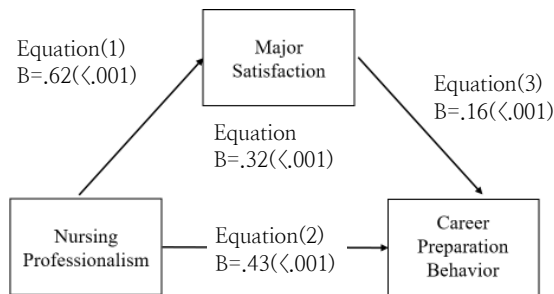 Equation(1)
B=.62(<.001)
Major
Satisfaction
Equation(3)
B=.16(<.001)
Equation
B=.32(<.001)
Nursing
Professionalism
Equation(2)
B=.43(<.001)
Career
Preparation
Behavior